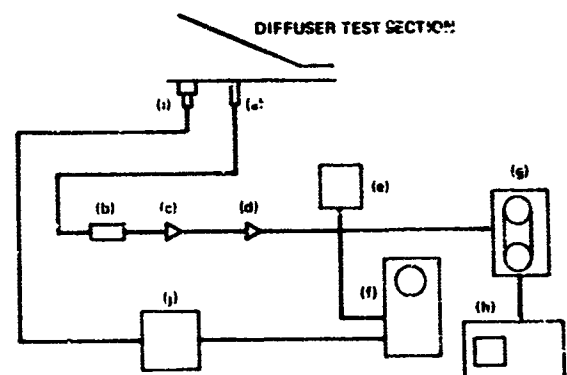 DIFFUSER TEST SECTION
(i) (a)
(b) (c) (d) (e) (g)
(f) (h)
(j)